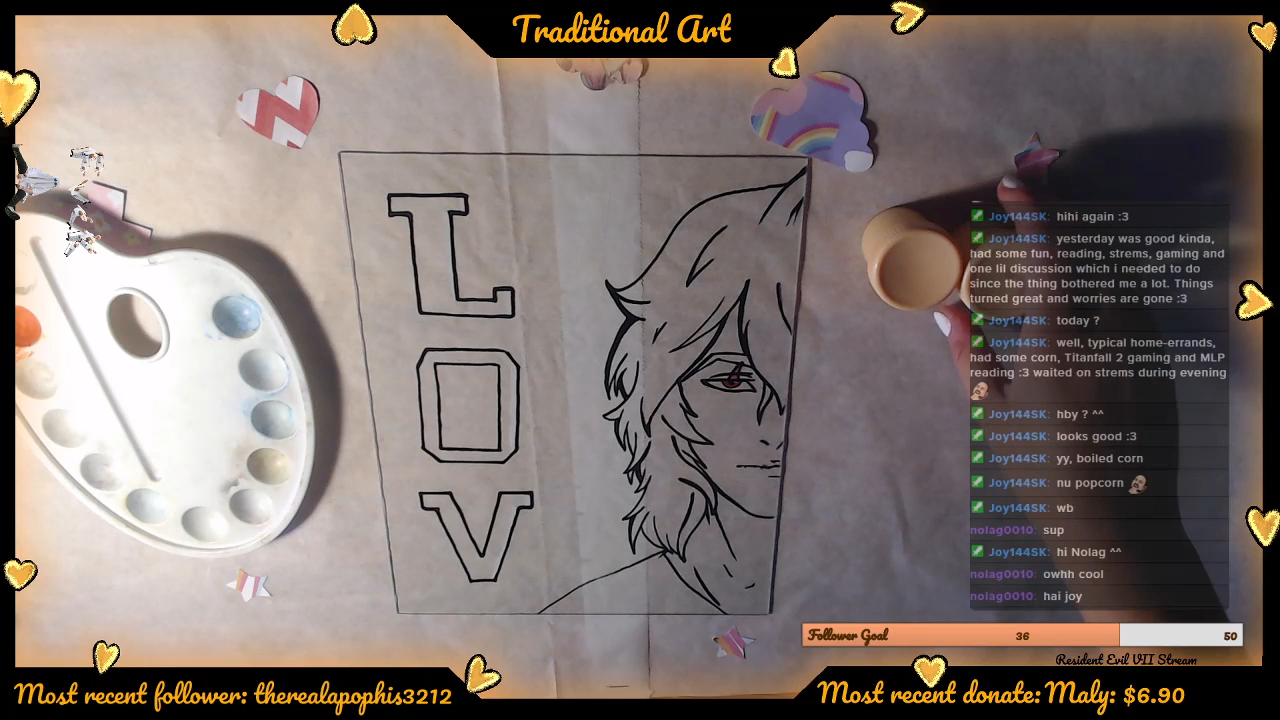 Traditional Art
L
O
V
Joy144SK: hihi again :3
Joy144SK: yesterday was good kinda,
had some fun, reading, strems, gaming and
one lil discussion which i needed to do
since the thing bothered me a lot. Things
turned great and worries are gone :3
Joy144SK: today ?
Joy144SK: well, typical home-errands,
had some corn, Titanfall 2 gaming and MLP
reading :3 waited on strems during evening
Joy144SK: hby ? ^^
Joy144SK: looks good :3
Joy144SK: yy, boiled corn
Joy144SK: nu popcorn
Joy144SK: wb
nolag0010: sup
Joy144SK: hi Nolag ^^
nolag0010: owhh cool
nolag0010: hai joy
Follower Goal 36 50
Resident Evil VII Stream
Most recent follower: therealapophis3212
Most recent donate: Maly: $6.90